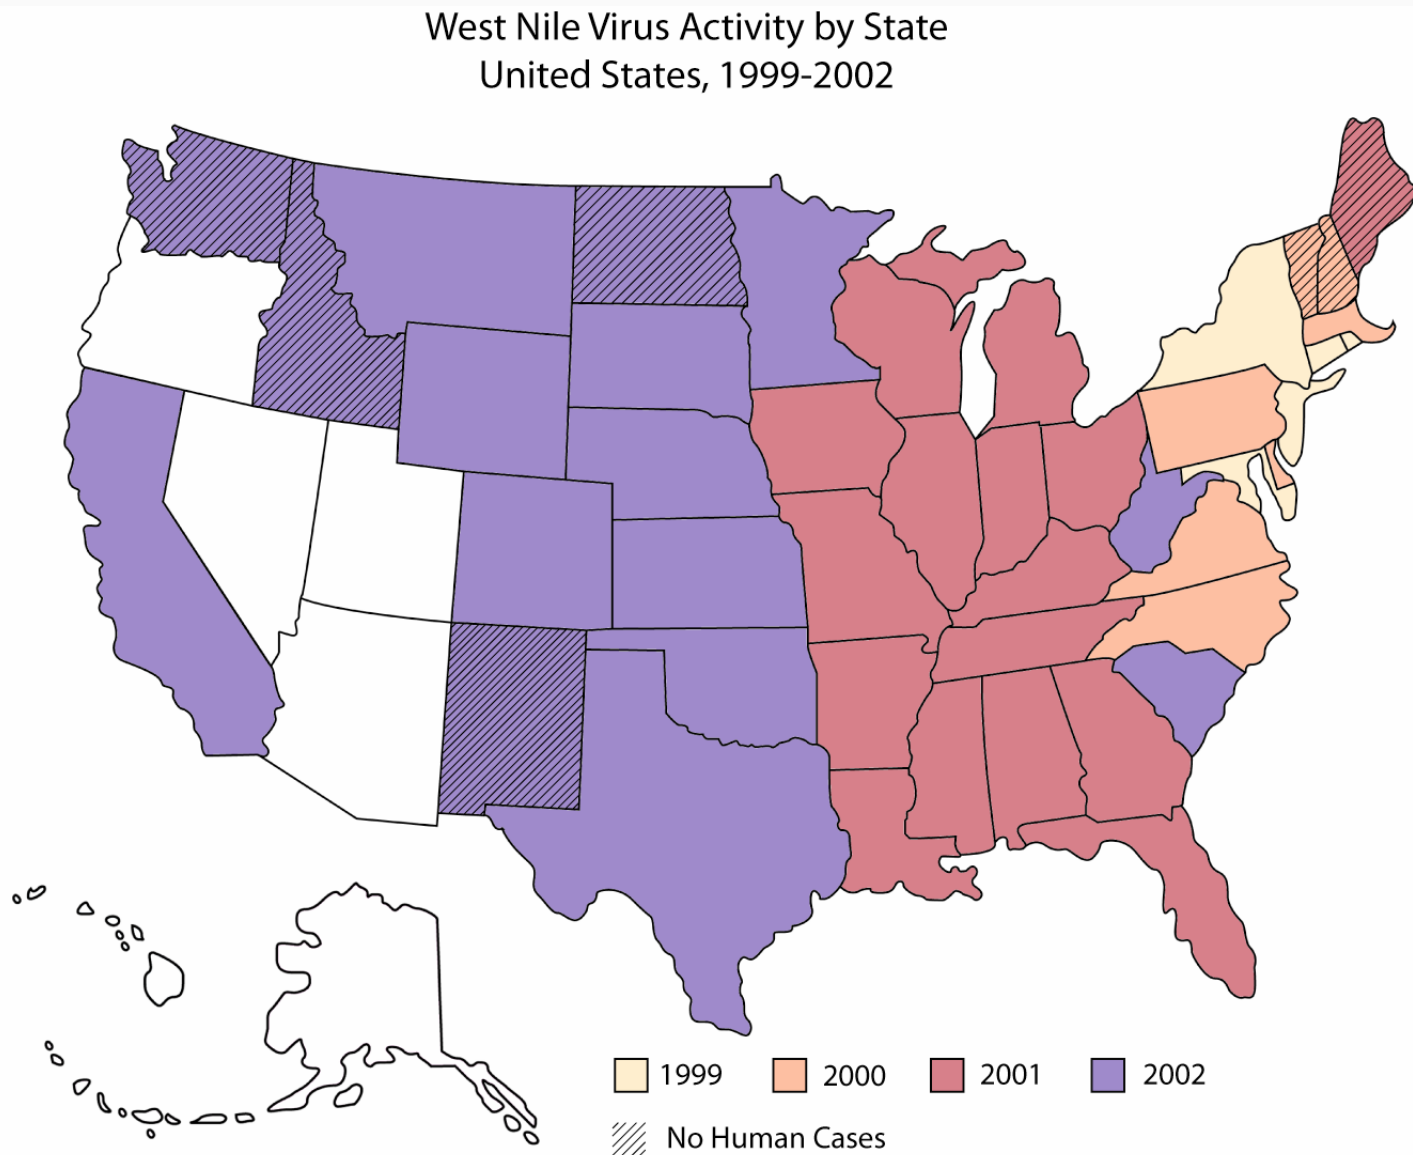 West Nile Virus Activity by State
United States, 1999-2002
1999 2000 2001 2002
No Human Cases